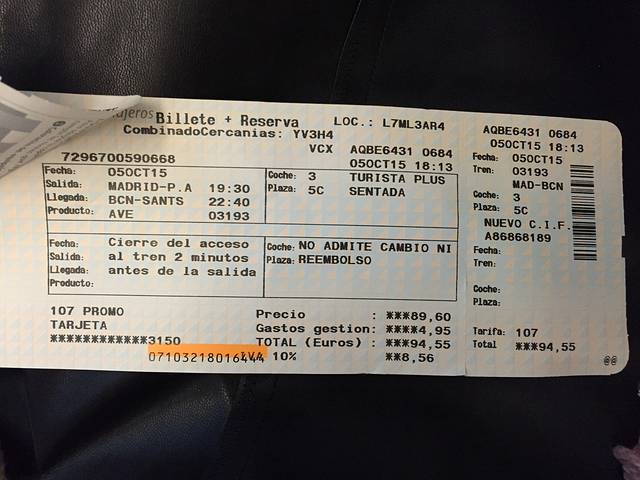 Billete + Reserva LOC.: L7ML3AR4
CombinadoCercanias: YV3H4
VCX AQBE6431 0684
7296700590668 05OCT15 18:13
Fecha: 05OCT15 Coche: 3 TURISTA PLUS
Salida: MADRID-P.A 19:30 Plaza: 5C SENTADA
Llegada: BCN-SANTS 22:40
Producto: AVE 03193
Fecha: Cierre del acceso Coche: NO ADMITE CAMBIO NI
Salida: al tren 2 minutos Plaza: REEMBOLSO
Llegada: antes de la salida
Producto:
107 PROMO Precio : ***89,60
TARJETA Gastos gestion: ****4,95
************3150 TOTAL (Euros) : ***94,55
07103218016444 IVA 10% **8,56
AQBE6431 0684
05OCT15 18:13
Fecha: 05OCT15
Tren: 03193
MAD-BCN
Coche: 3
Plaza: 5C
NUEVO C.I.F.
A86868189
Fecha:
Tren:
Coche:
Plaza:
Tarifa: 107
Total ***94,55
@@